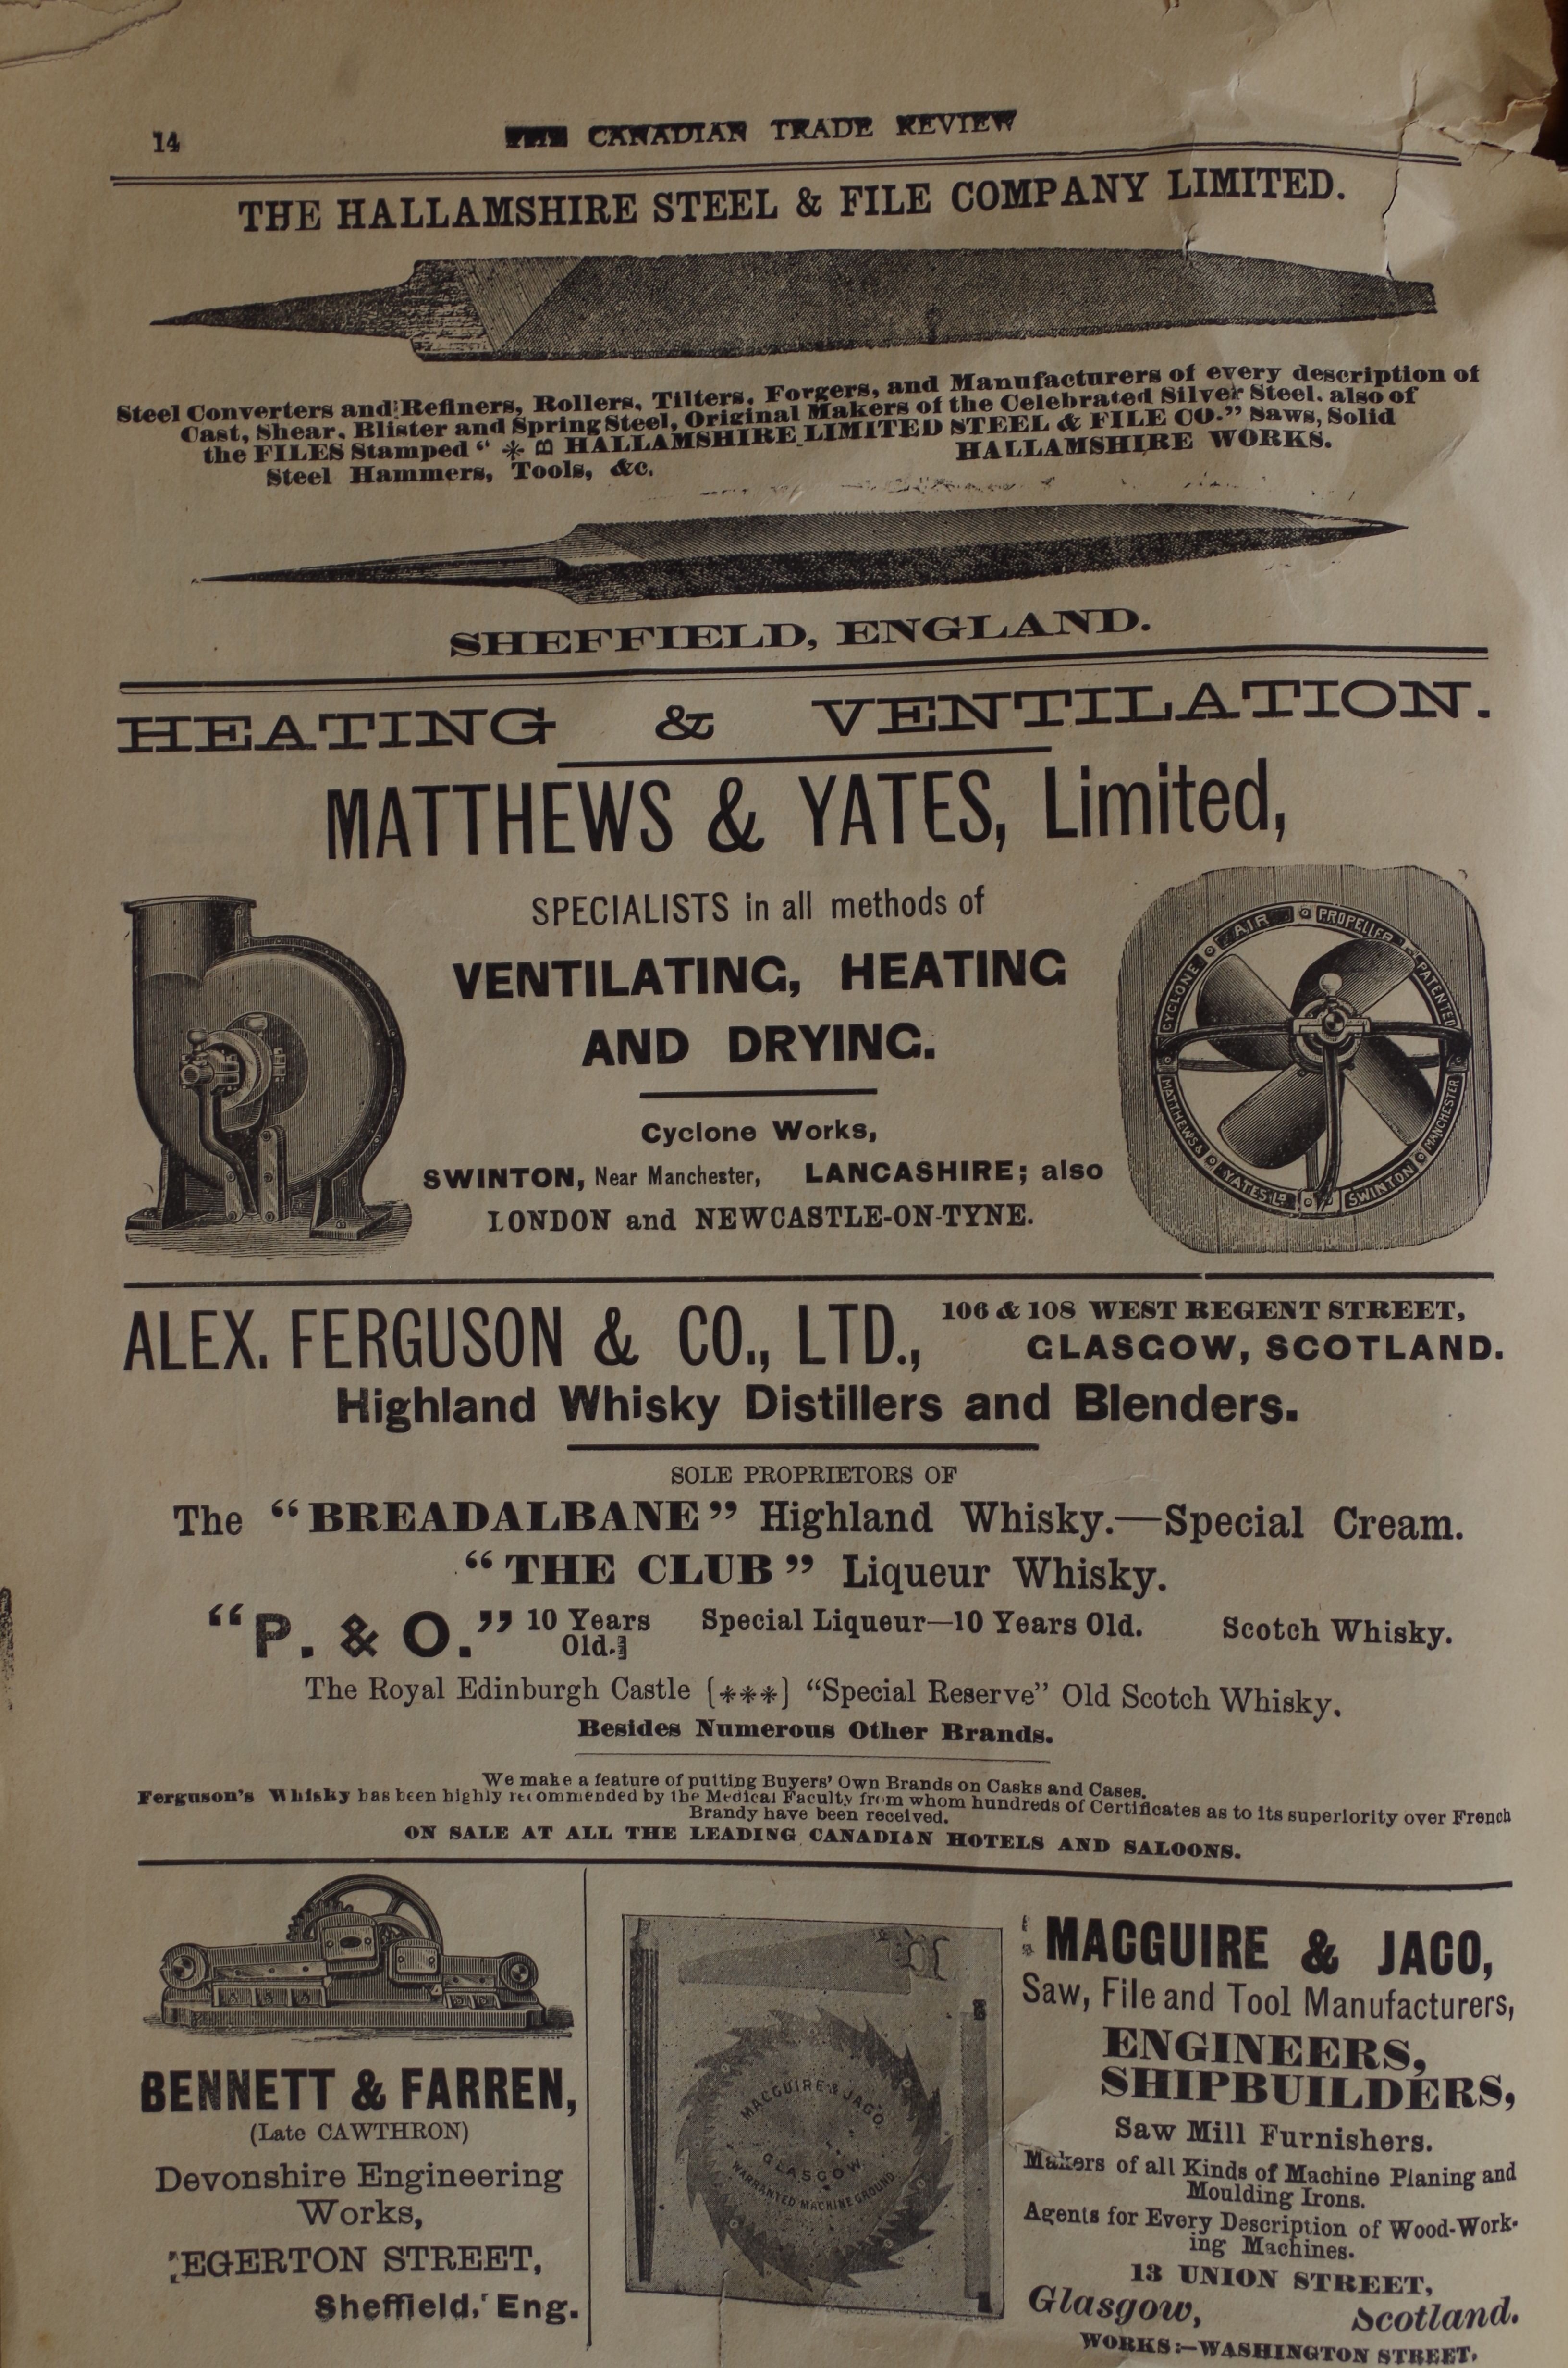 14
THE CANADIAN TRADE REVIEW
THE HALLAMSHIRE STEEL & FILE COMPANY LIMITED.
Steel Converters and Refiners, Rollers, Tilters, Forgers, and Manufacturers of every description of
Cast, Shear, Blister and Spring Steel, Original Makers of the Celebrated Silver Steel, also of
the FILES Stamped " * B HALLAMSHIRE LIMITED STEEL & FILE CO." Saws, Solid
Steel Hammers, Tools, &c. HALLAMSHIRE WORKS.
SHEFFIELD, ENGLAND.
HEATING & VENTILATION.
MATTHEWS & YATES, Limited,
SPECIALISTS in all methods of
VENTILATING, HEATING
AND DRYING.
Cyclone Works,
SWINTON, Near Manchester, LANCASHIRE; also
LONDON and NEWCASTLE-ON-TYNE.
CYCLONE AIR PROPELLER PATENTED
MATTHEWS & YATES LD SWINTON MANCHESTER
ALEX. FERGUSON & CO., LTD.,
106 & 108 WEST REGENT STREET,
GLASGOW, SCOTLAND.
Highland Whisky Distillers and Blenders.
SOLE PROPRIETORS OF
The "BREADALBANE" Highland Whisky.—Special Cream.
"THE CLUB" Liqueur Whisky.
"P. & O." 10 Years Old. Special Liqueur—10 Years Old. Scotch Whisky.
The Royal Edinburgh Castle [***] "Special Reserve" Old Scotch Whisky.
Besides Numerous Other Brands.
We make a feature of putting Buyers' Own Brands on Casks and Cases.
Ferguson's Whisky has been highly recommended by the Medical Faculty from whom hundreds of Certificates as to its superiority over French
Brandy have been received.
ON SALE AT ALL THE LEADING CANADIAN HOTELS AND SALOONS.
BENNETT & FARREN,
(Late CAWTHRON)
Devonshire Engineering
Works,
EGERTON STREET,
Sheffield, Eng.
MACGUIRE & JAGO
GLASGOW
WARRANTED MACHINE GROUND
MACGUIRE & JAGO,
Saw, File and Tool Manufacturers,
ENGINEERS,
SHIPBUILDERS,
Saw Mill Furnishers.
Makers of all Kinds of Machine Planing and
Moulding Irons.
Agents for Every Description of Wood-Work-
ing Machines.
13 UNION STREET,
Glasgow, Scotland.
WORKS:—WASHINGTON STREET.